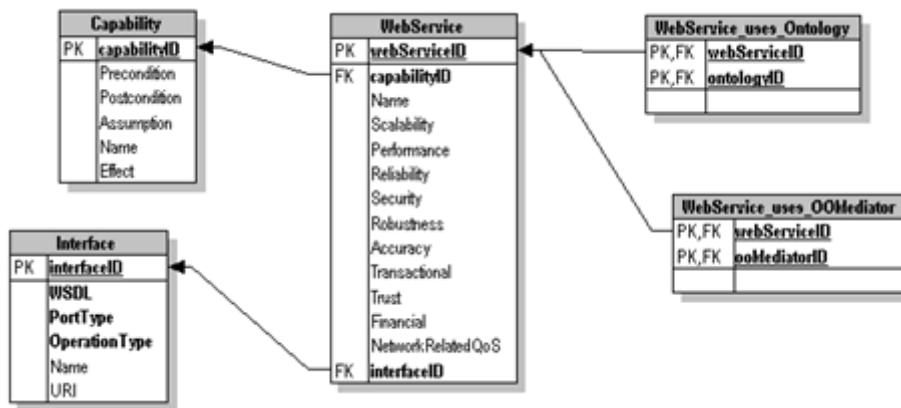 Capability
PK capabilityID
Precondition
Postcondition
Assumption
Name
Effect
Interface
PK interfaceID
WSDL
PortType
OperationType
Name
URI
WebService
PK webServiceID
FK capabilityID
Name
Scalability
Performance
Reliability
Security
Robustness
Accuracy
Transactional
Trust
Financial
NetworkRelatedQoS
FK interfaceID
WebService_uses_Ontology
PK,FK webServiceID
PK,FK ontologyID
WebService_uses_OOMediator
PK,FK webServiceID
PK,FK ooMediatorID